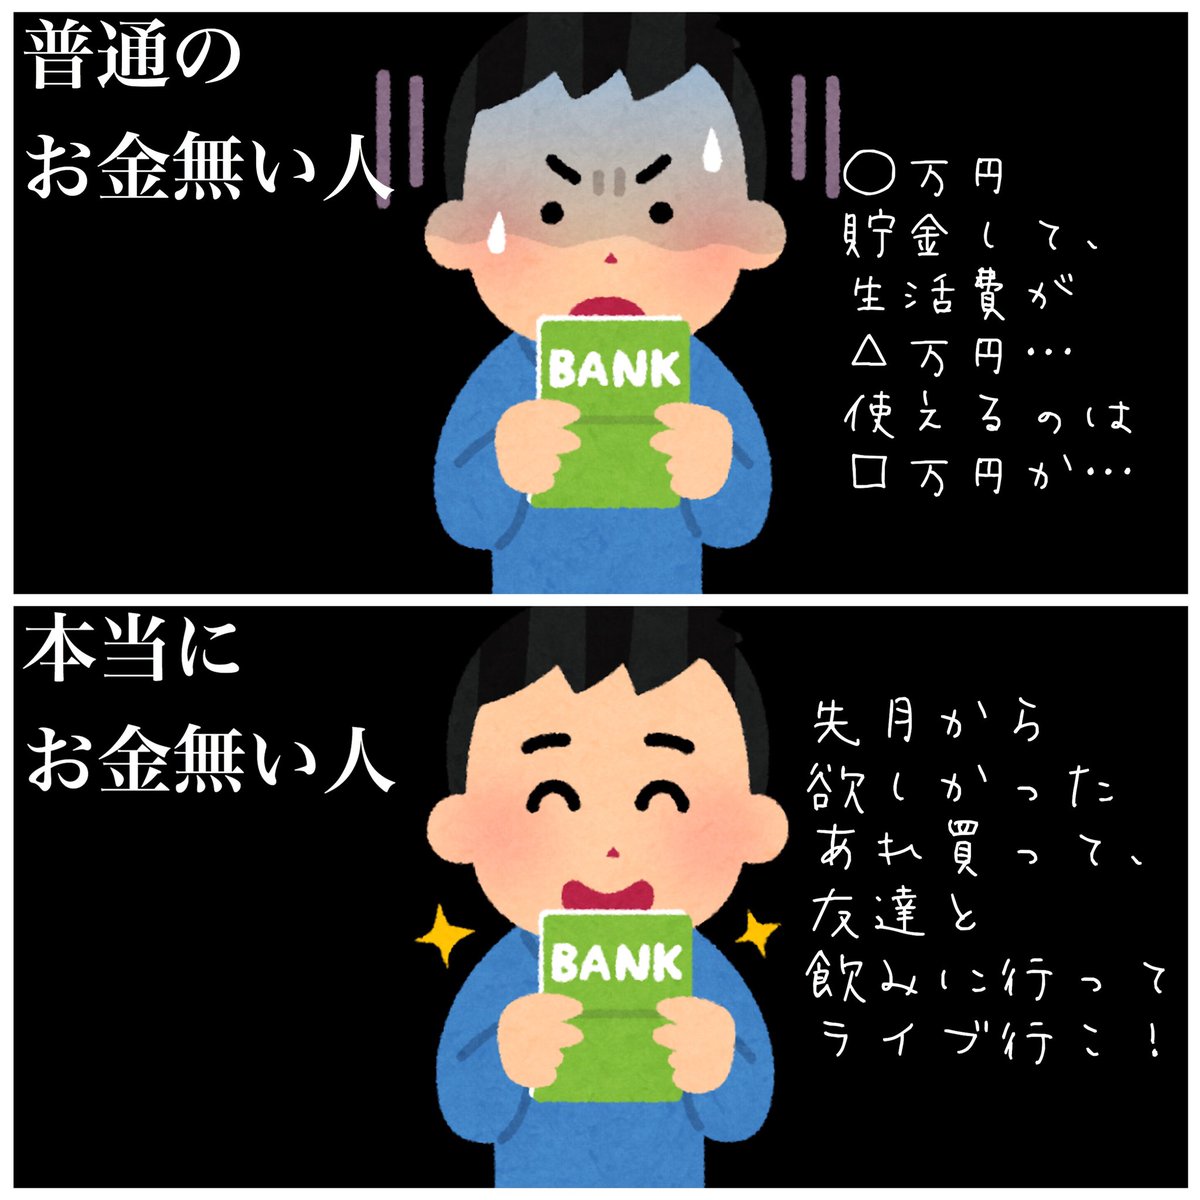 普通の
お金無い人
○万円
貯金して、
生活費が
△万円…
使えるのは
□万円か…
BANK
本当に
お金無い人
先月から
欲しかった
あれ買って、
友達と
飲みに行って
ライブ行こ!
BANK